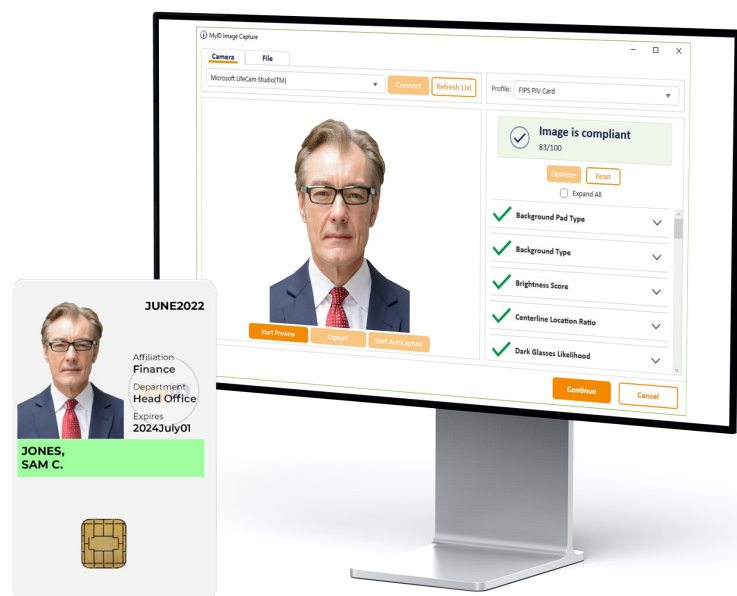 MyID Image Capture
Camera File
Microsoft LifeCam Studio(TM) Connect Refresh List
Profile: FIPS PIV Card
Image is compliant
83/100
Optimize Reset
Expand All
Background Pad Type
Background Type
Brightness Score
Centerline Location Ratio
Dark Glasses Likelihood
Start Preview Capture Start AutoCapture
Continue Cancel
JUNE2022
Affiliation
Finance
Department
Head Office
Expires
2024July01
JONES,
SAM C.